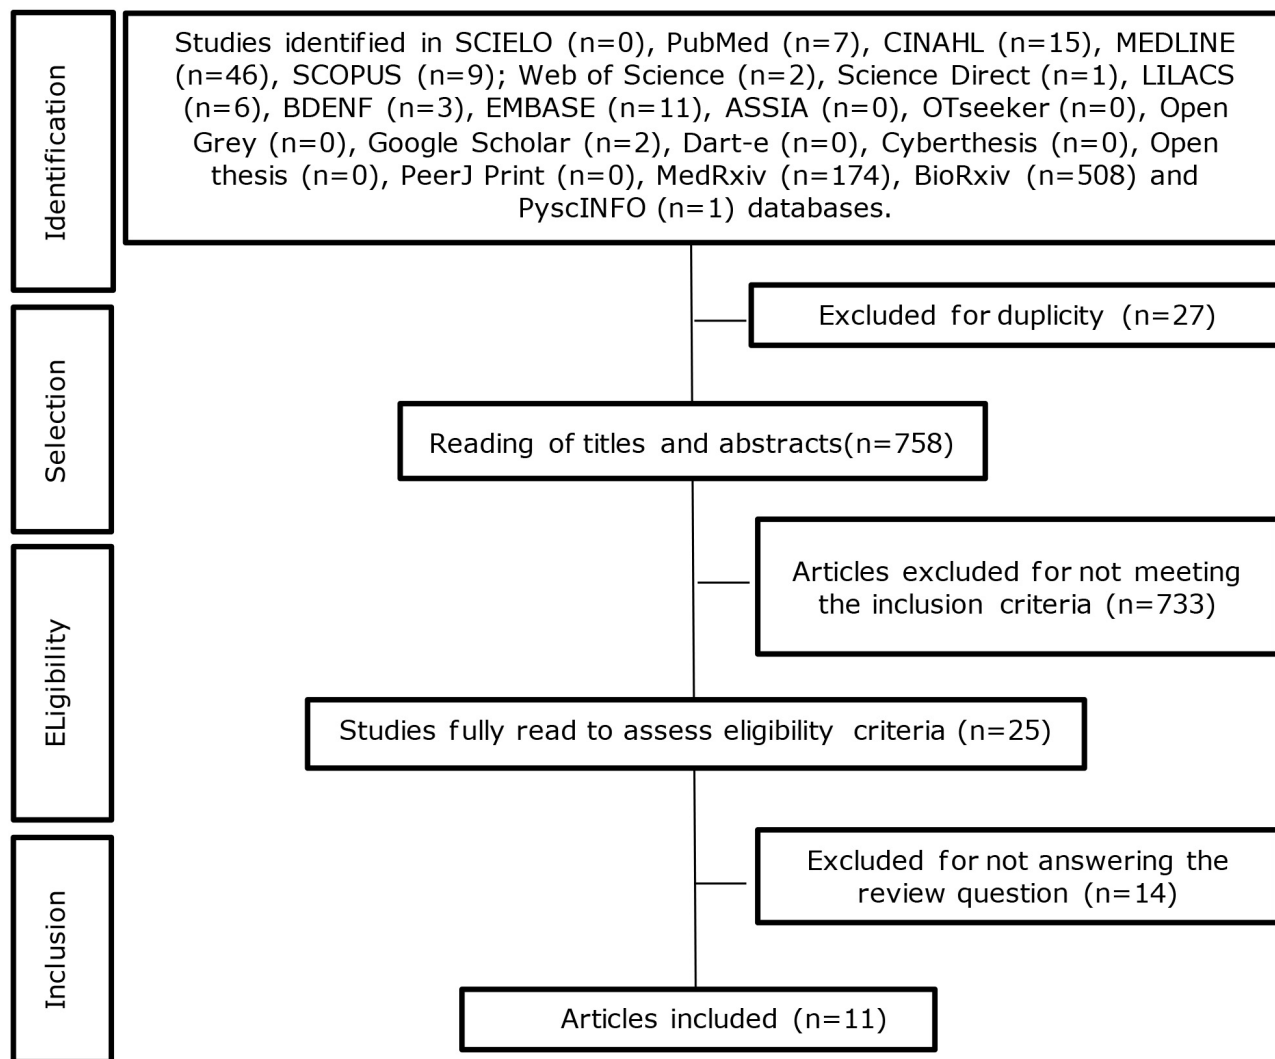 Identification
Studies identified in SCIELO (n=0), PubMed (n=7), CINAHL (n=15), MEDLINE
(n=46), SCOPUS (n=9); Web of Science (n=2), Science Direct (n=1), LILACS
(n=6), BDENF (n=3), EMBASE (n=11), ASSIA (n=0), OTseeker (n=0), Open
Grey (n=0), Google Scholar (n=2), Dart-e (n=0), Cyberthesis (n=0), Open
thesis (n=0), PeerJ Print (n=0), MedRxiv (n=174), BioRxiv (n=508) and
PyscINFO (n=1) databases.
Excluded for duplicity (n=27)
Selection
Reading of titles and abstracts(n=758)
Articles excluded for not meeting
the inclusion criteria (n=733)
ELigibility
Studies fully read to assess eligibility criteria (n=25)
Excluded for not answering the
review question (n=14)
Inclusion
Articles included (n=11)